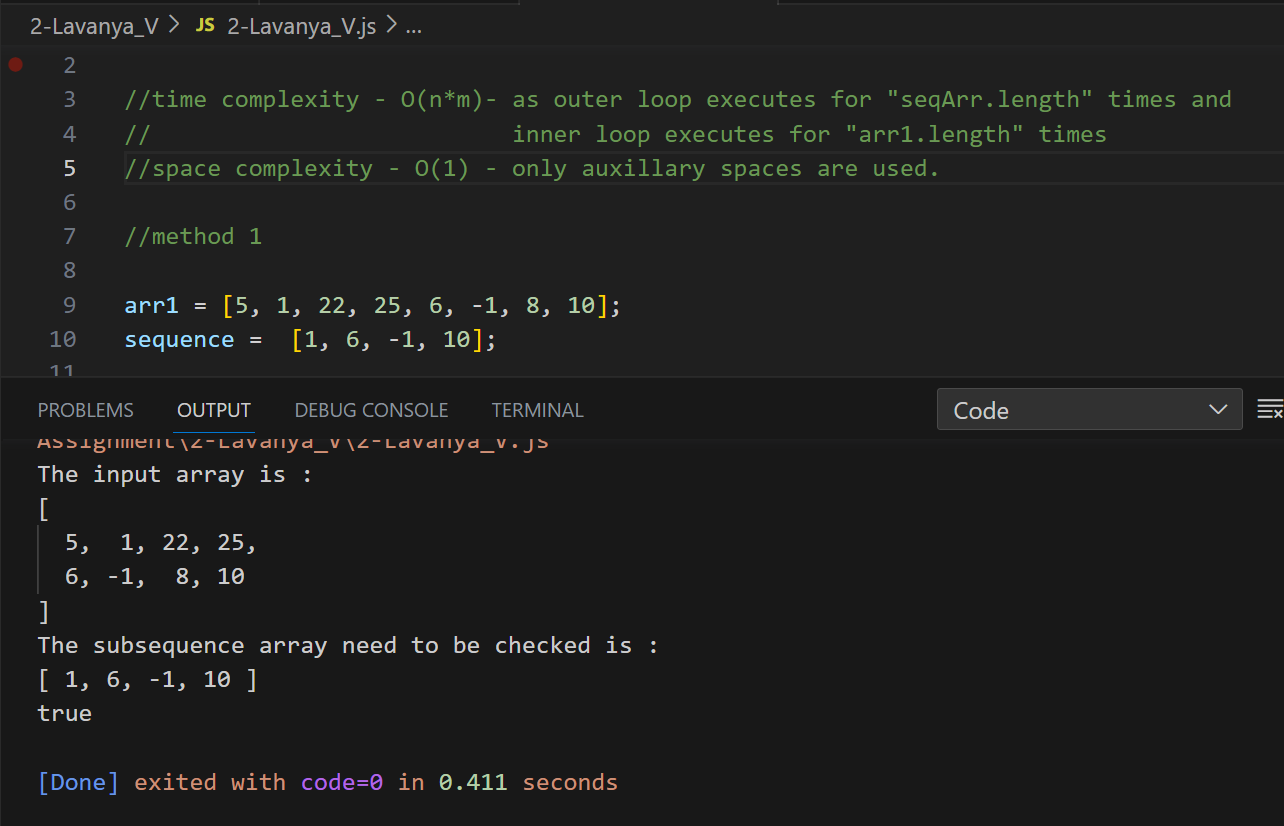 2-Lavanya_V > JS 2-Lavanya_V.js > ...
2
3 //time complexity - O(n*m)- as outer loop executes for "seqArr.length" times and
4 // inner loop executes for "arr1.length" times
5 //space complexity - O(1) - only auxillary spaces are used.
6
7 //method 1
8
9 arr1 = [5, 1, 22, 25, 6, -1, 8, 10];
10 sequence = [1, 6, -1, 10];
11
PROBLEMS OUTPUT DEBUG CONSOLE TERMINAL Code
Assignment\2-Lavanya_V\2-Lavanya_V.js
The input array is :
[
5, 1, 22, 25,
6, -1, 8, 10
]
The subsequence array need to be checked is :
[ 1, 6, -1, 10 ]
true
[Done] exited with code=0 in 0.411 seconds